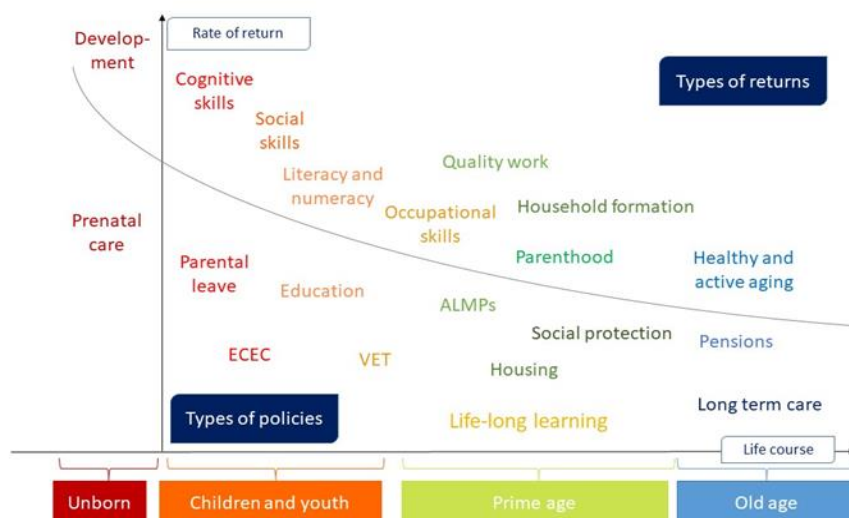 Develop-
ment
Rate of return
Cognitive
skills
Types of returns
Social
skills
Quality work
Literacy and
numeracy
Occupational
skills
Household formation
Prenatal
care
Parental
leave
Parenthood
Healthy and
active aging
Education
ALMPs
Social protection
Pensions
ECEC
VET
Housing
Types of policies
Life-long learning
Long term care
Life course
Unborn
Children and youth
Prime age
Old age